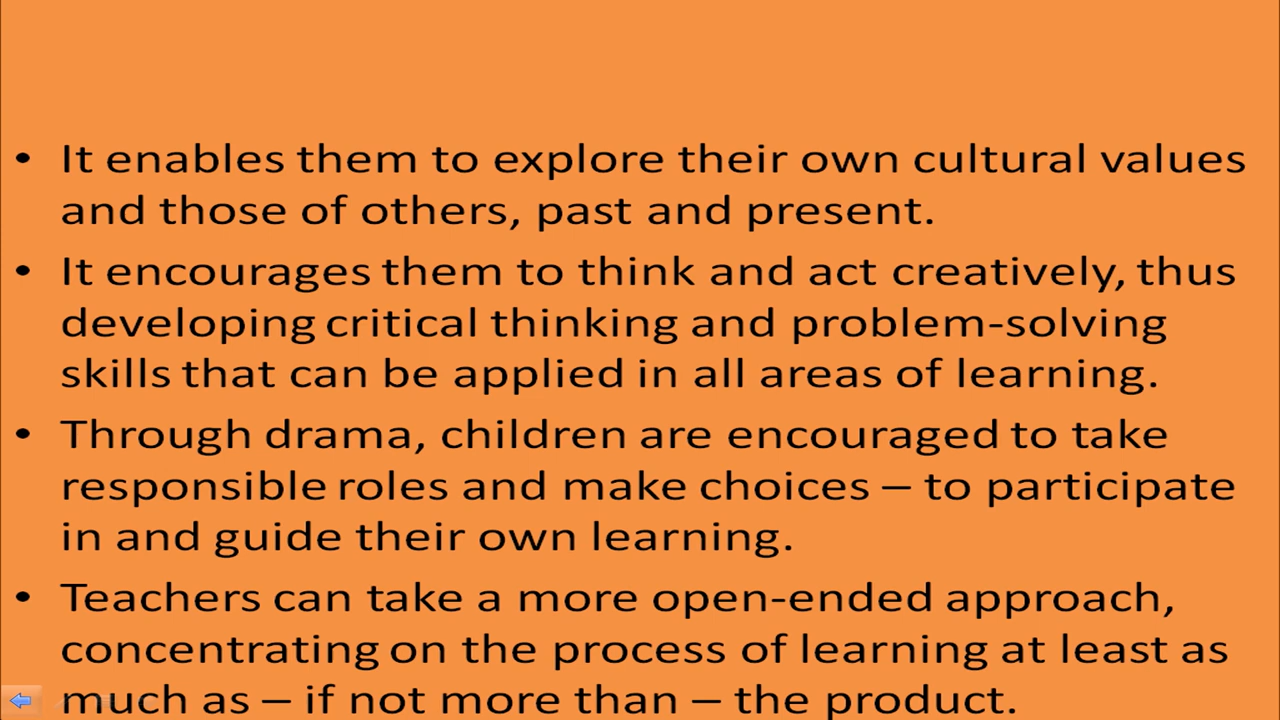 • It enables them to explore their own cultural values
and those of others, past and present.
• It encourages them to think and act creatively, thus
developing critical thinking and problem-solving
skills that can be applied in all areas of learning.
• Through drama, children are encouraged to take
responsible roles and make choices – to participate
in and guide their own learning.
• Teachers can take a more open-ended approach,
concentrating on the process of learning at least as
much as – if not more than – the product.